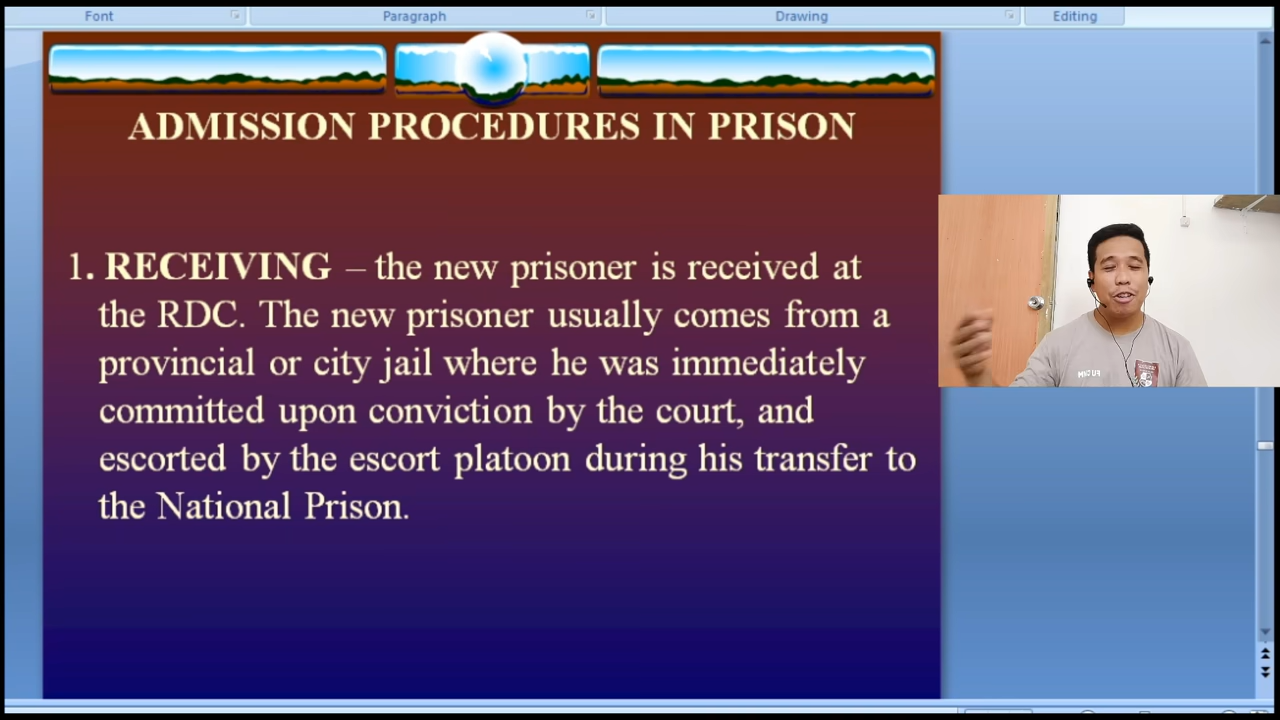 Font
Paragraph
Drawing
Editing
ADMISSION PROCEDURES IN PRISON
1. RECEIVING – the new prisoner is received at
the RDC. The new prisoner usually comes from a
provincial or city jail where he was immediately
committed upon conviction by the court, and
escorted by the escort platoon during his transfer to
the National Prison.